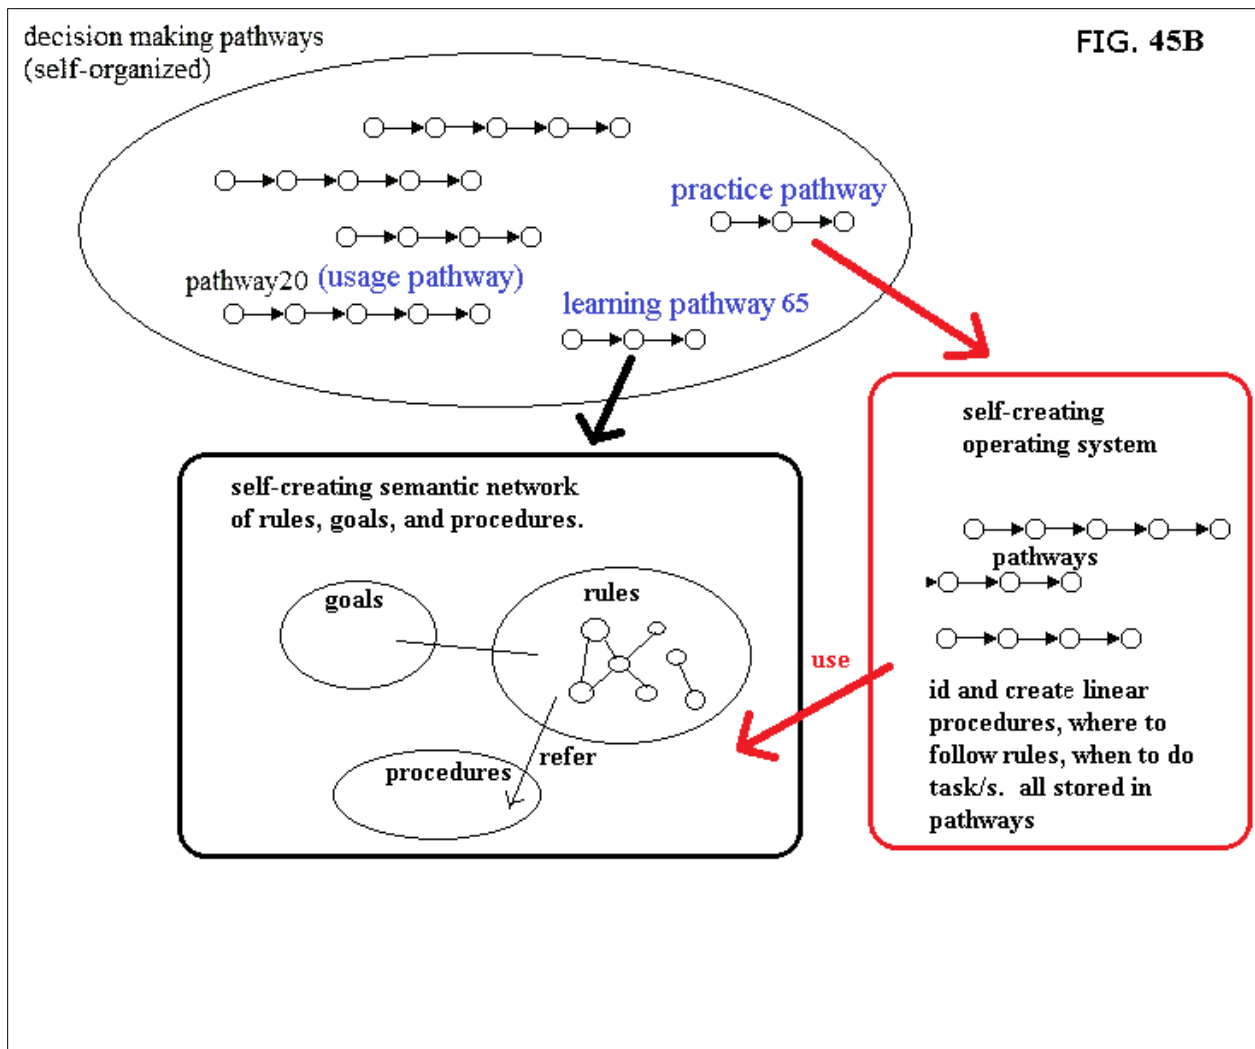 decision making pathways
(self-organized)
FIG. 45B
practice pathway
pathway20 (usage pathway)
learning pathway 65
self-creating
operating system
self-creating semantic network
of rules, goals, and procedures.
pathways
goals
rules
use
refer
procedures
id and create linear
procedures, where to
follow rules, when to do
task/s. all stored in
pathways